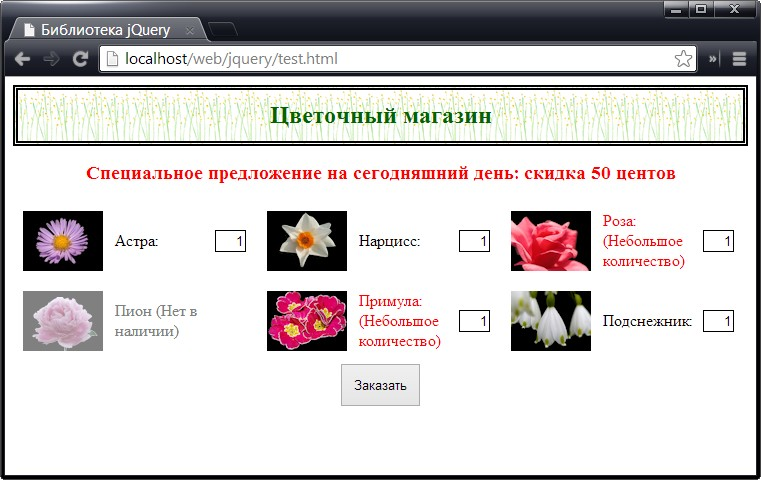 Библиотека jQuery
localhost/web/jquery/test.html
Цветочный магазин
Специальное предложение на сегодняшний день: скидка 50 центов
Астра:
1
Нарцисс:
1
Роза:
(Небольшое
количество)
1
Пион (Нет в
наличии)
Примула:
(Небольшое
количество)
1
Подснежник:
1
Заказать